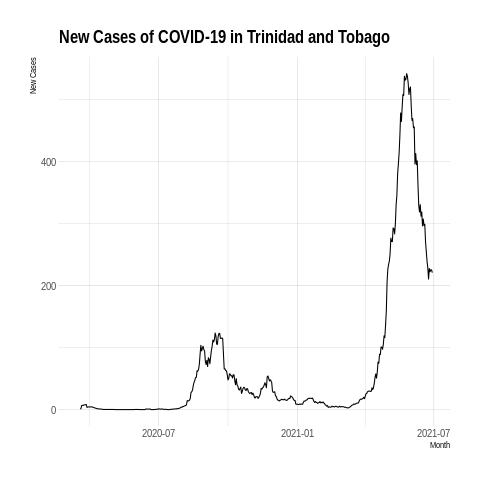 New Cases of COVID-19 in Trinidad and Tobago
New Cases
400
200
0
2020-07
2021-01
2021-07
Month